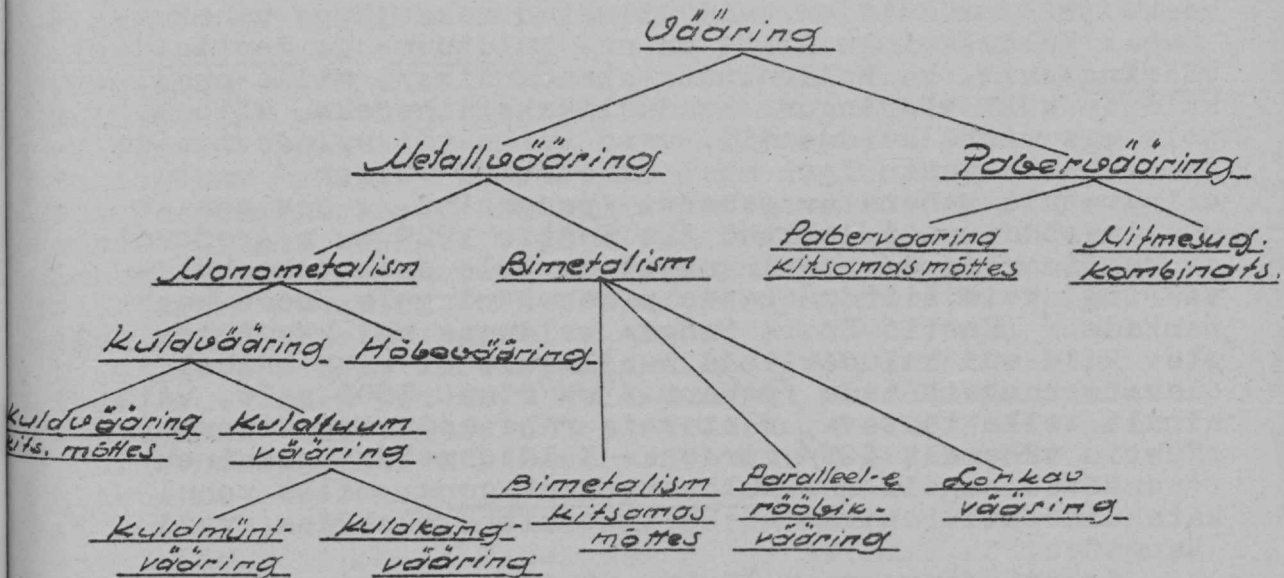 Vääring
Metallvääring
Pabervääring
Monometalism
Bimetalism
Pabervääring
kitsamas mõttes
Mitmesug.
kombinats.
Kuldvääring
Hõbevääring
Kuldvääring
kits. mõttes
Kuldtuum
vääring
Bimetalism
kitsamas
mõttes
Paralleel-e
rööbik-
vääring
Lonkav
vääring
Kuldmünt-
vääring
Kuldkang-
vääring